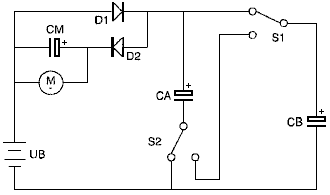 D1
CM +
D2
M
S1
+
CA
S2
+
CB
UB